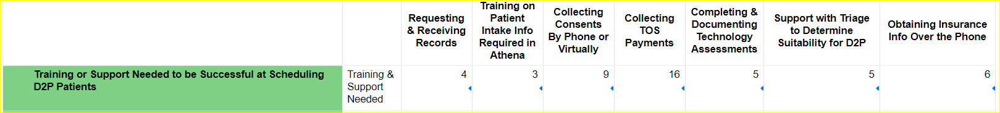 Requesting
& Receiving
Records
Training on
Patient
Intake Info
Required in
Athena
Collecting
Consents
By Phone or
Virtually
Collecting
TOS
Payments
Completing &
Documenting
Technology
Assessments
Support with Triage
to Determine
Suitability for D2P
Obtaining Insurance
Info Over the Phone
Training or Support Needed to be Successful at Scheduling
D2P Patients
Training &
Support
Needed
4
3
9
16
5
5
6